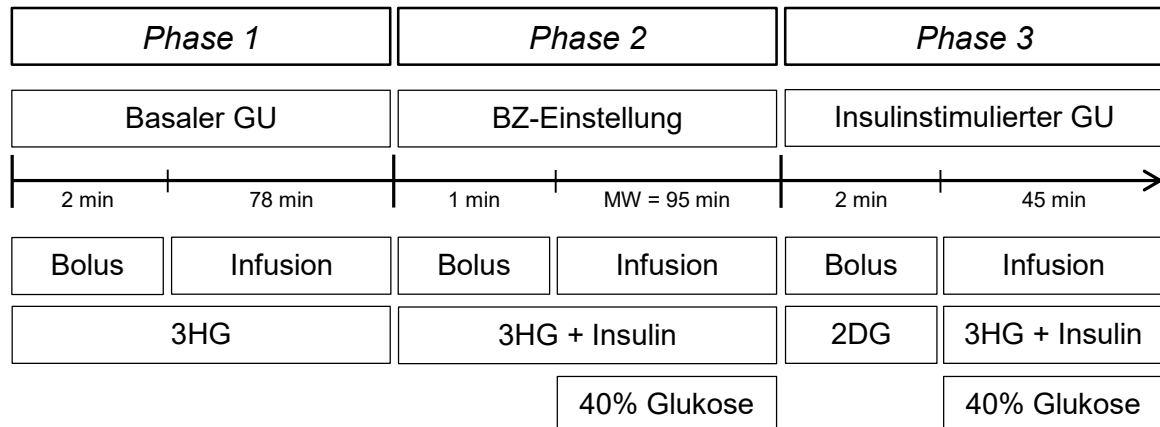 Phase 1 Phase 2 Phase 3
Basaler GU BZ-Einstellung Insulinstimulierter GU
2 min 78 min 1 min MW = 95 min 2 min 45 min
Bolus Infusion Bolus Infusion Bolus Infusion
3HG 3HG + Insulin 2DG 3HG + Insulin
40% Glukose 40% Glukose